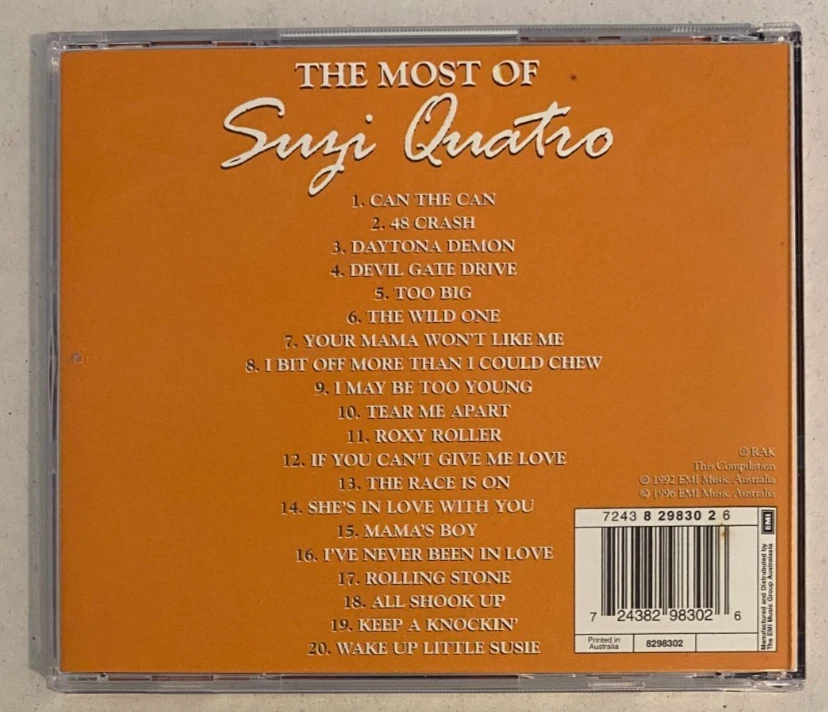 THE MOST OF
Suzi Quatro
1. CAN THE CAN
2. 48 CRASH
3. DAYTONA DEMON
4. DEVIL GATE DRIVE
5. TOO BIG
6. THE WILD ONE
7. YOUR MAMA WON'T LIKE ME
8. I BIT OFF MORE THAN I COULD CHEW
9. I MAY BE TOO YOUNG
10. TEAR ME APART
11. ROXY ROLLER
12. IF YOU CAN'T GIVE ME LOVE
13. THE RACE IS ON
14. SHE'S IN LOVE WITH YOU
15. MAMA'S BOY
16. I'VE NEVER BEEN IN LOVE
17. ROLLING STONE
18. ALL SHOOK UP
19. KEEP A KNOCKIN'
20. WAKE UP LITTLE SUSIE
© RAK
This Compilation
© 1992 EMI Music Australia
© 1996 EMI Music Australia
7243 8 29830 2 6
7 24382 98302 6
Printed in
Australia
8298302
EMI
Manufactured and Distributed by
The EMI Music Group Australasia